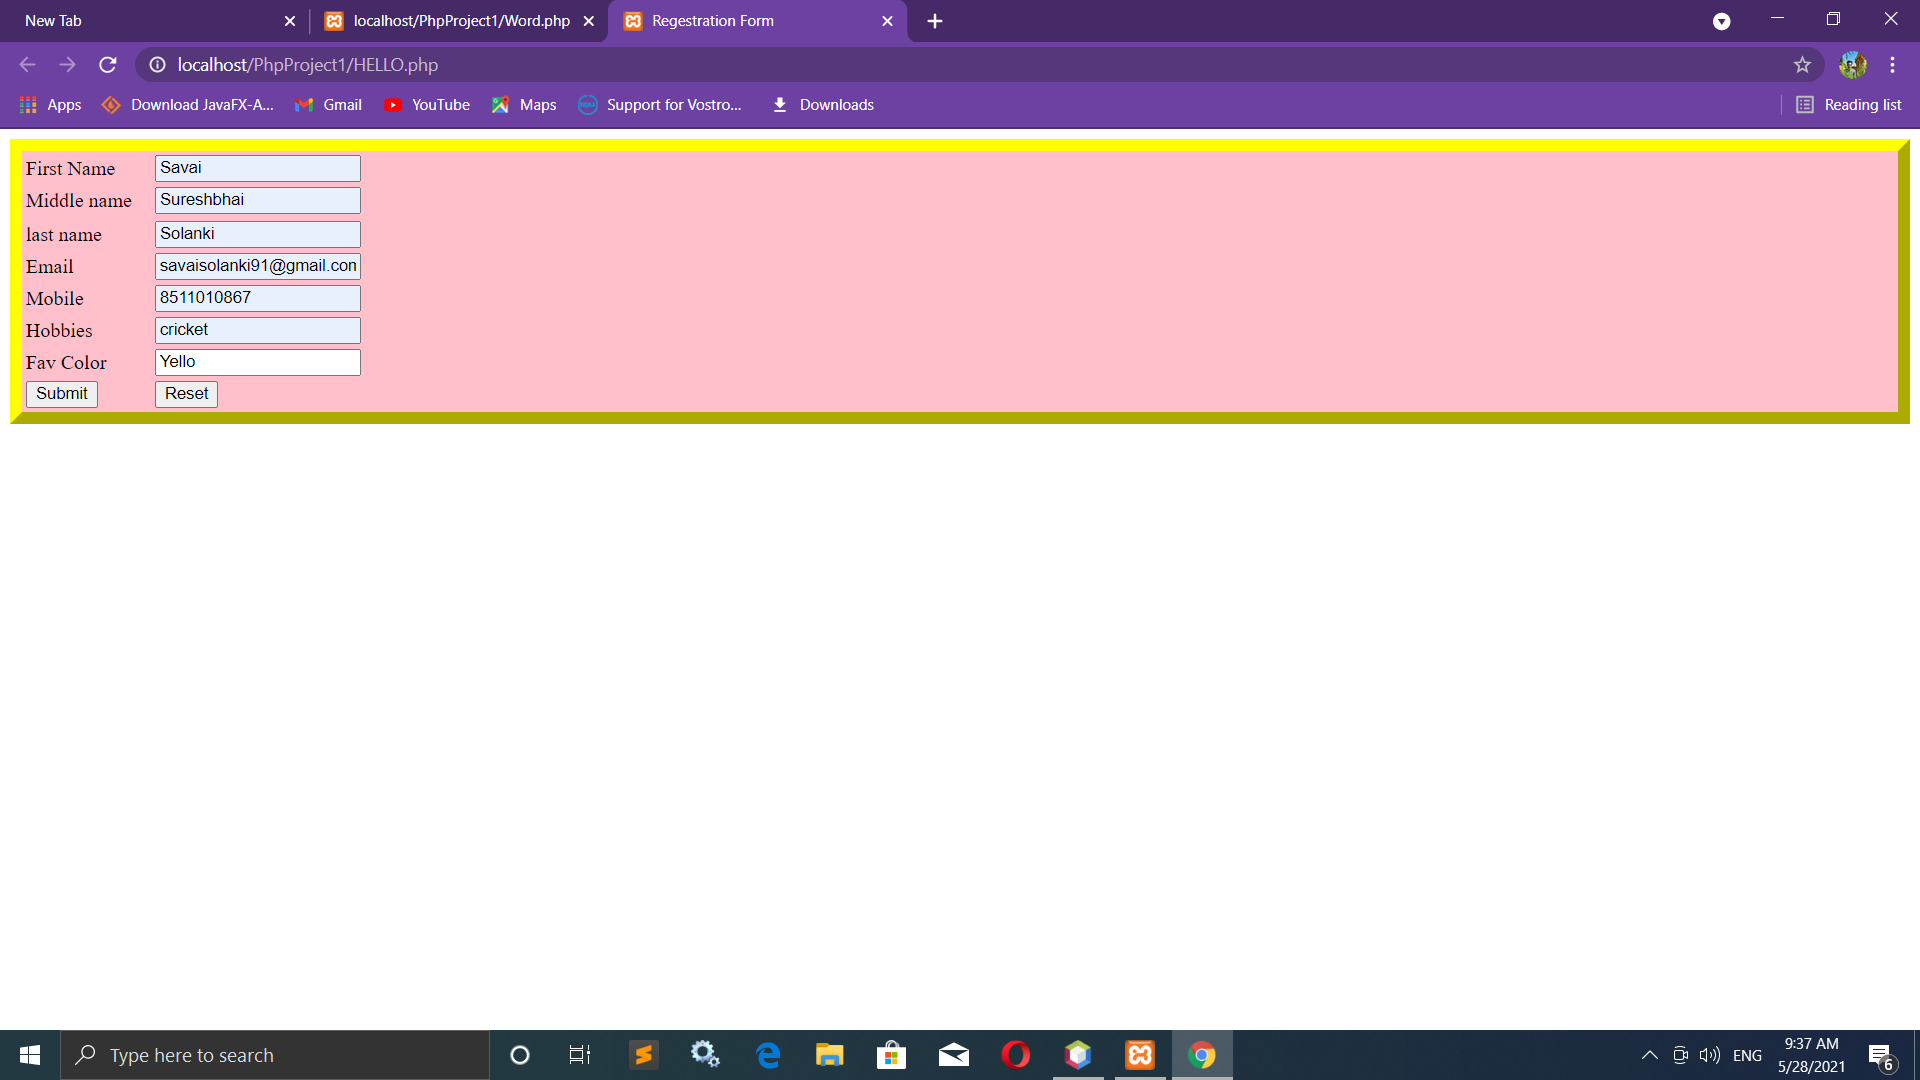 New Tab
localhost/PhpProject1/Word.php
Regestration Form
localhost/PhpProject1/HELLO.php
Apps
Download JavaFX-A...
Gmail
YouTube
Maps
Support for Vostro...
Downloads
Reading list
First Name Savai
Middle name Sureshbhai
last name Solanki
Email savaisolanki91@gmail.com
Mobile 8511010867
Hobbies cricket
Fav Color Yello
Submit Reset
Type here to search
ENG
9:37 AM
5/28/2021
6